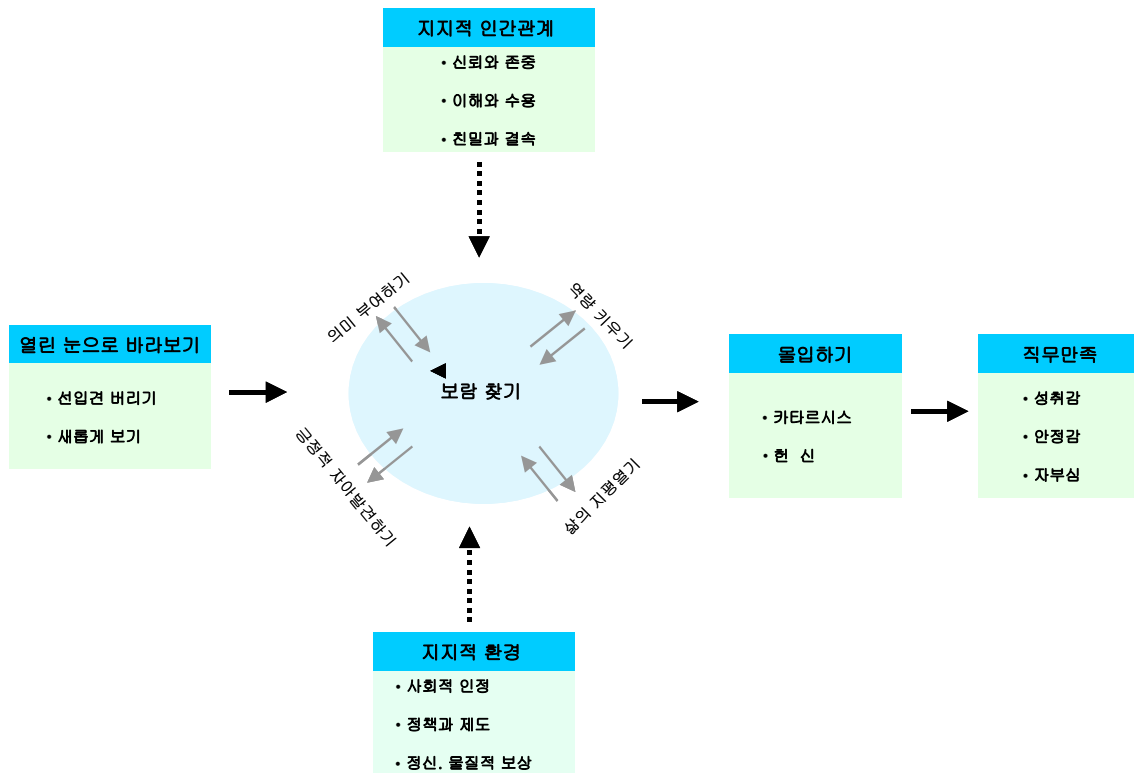 지지적 인간관계
• 신뢰와 존중
• 이해와 수용
• 친밀과 결속
의미 부여하기
역량 키우기
열린 눈으로 바라보기
• 선입견 버리기
• 새롭게 보기
보람 찾기
몰입하기
• 카타르시스
• 헌 신
직무만족
• 성취감
• 안정감
• 자부심
긍정적 자아발견하기
삶의 지평열기
지지적 환경
• 사회적 인정
• 정책과 제도
• 정신. 물질적 보상